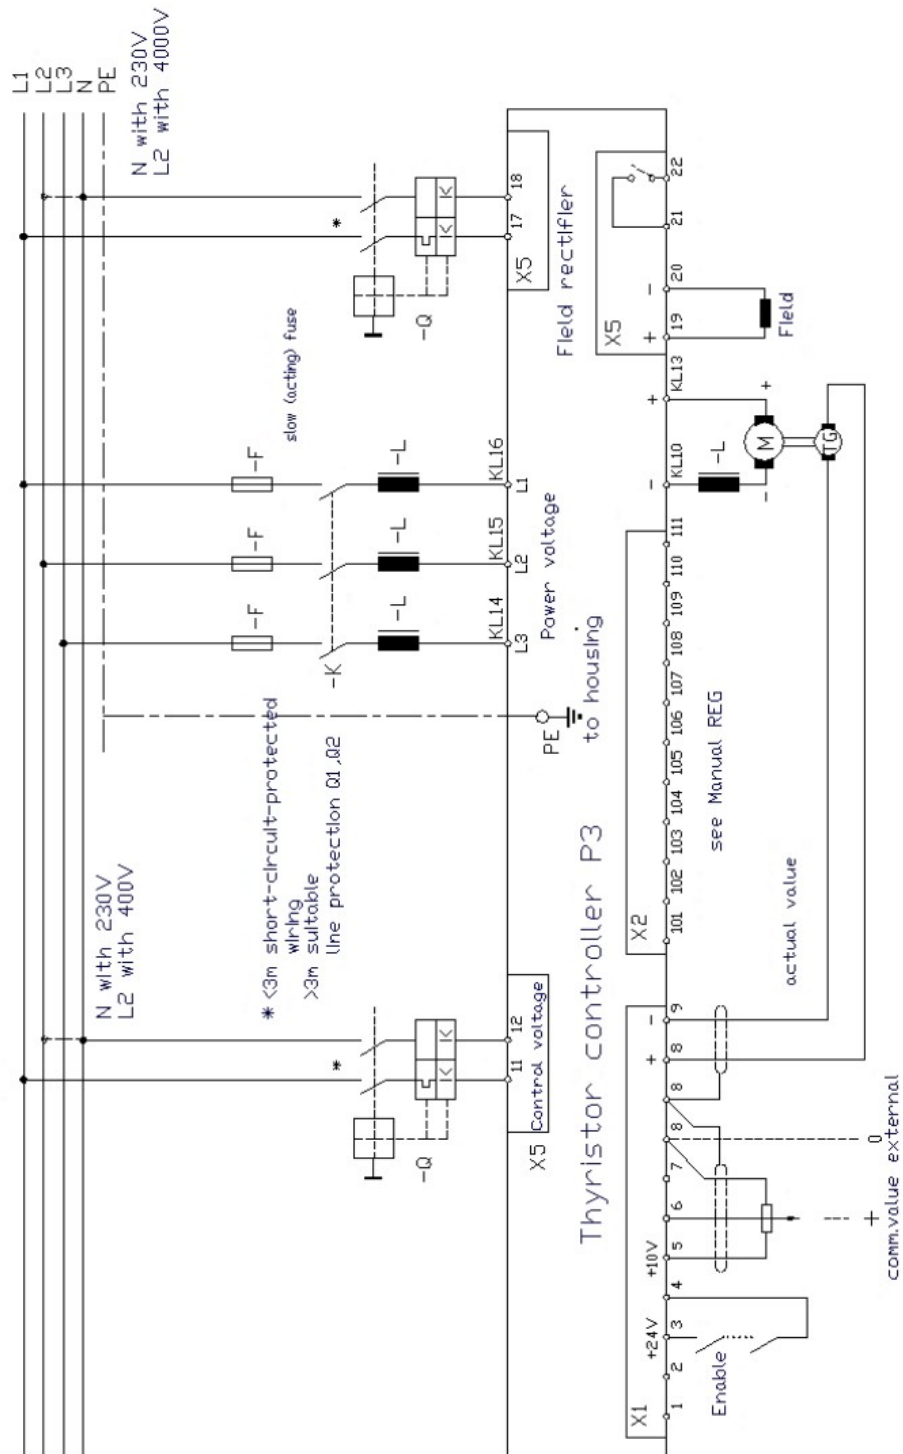 L1
L2
L3
N
PE
N with 230V
L2 with 400V
N with 230V
L2 with 4000V
* <3m short-circuit-protected
wiring
>3m suitable
line protection Q1,Q2
-F
-F
-F
slow (acting) fuse
*
*
-K
-L
-L
-L
-Q
-Q
KL14
KL15
KL16
11
12
L3
L2
L1
17
18
X5
Control voltage
PE
Power voltage
X5
to housing
Field rectifier
Thyristor controller P3
X1
X2
X5
+24V
+10V
+
-
-
+
+
-
1
2
3
4
5
6
7
8
8
8
9
101
102
103
104
105
106
107
108
109
110
111
KL10
KL13
19
20
21
22
Enable
see Manual REG
-L
-
M
+
Field
TG
actual value
+
0
comm.value external